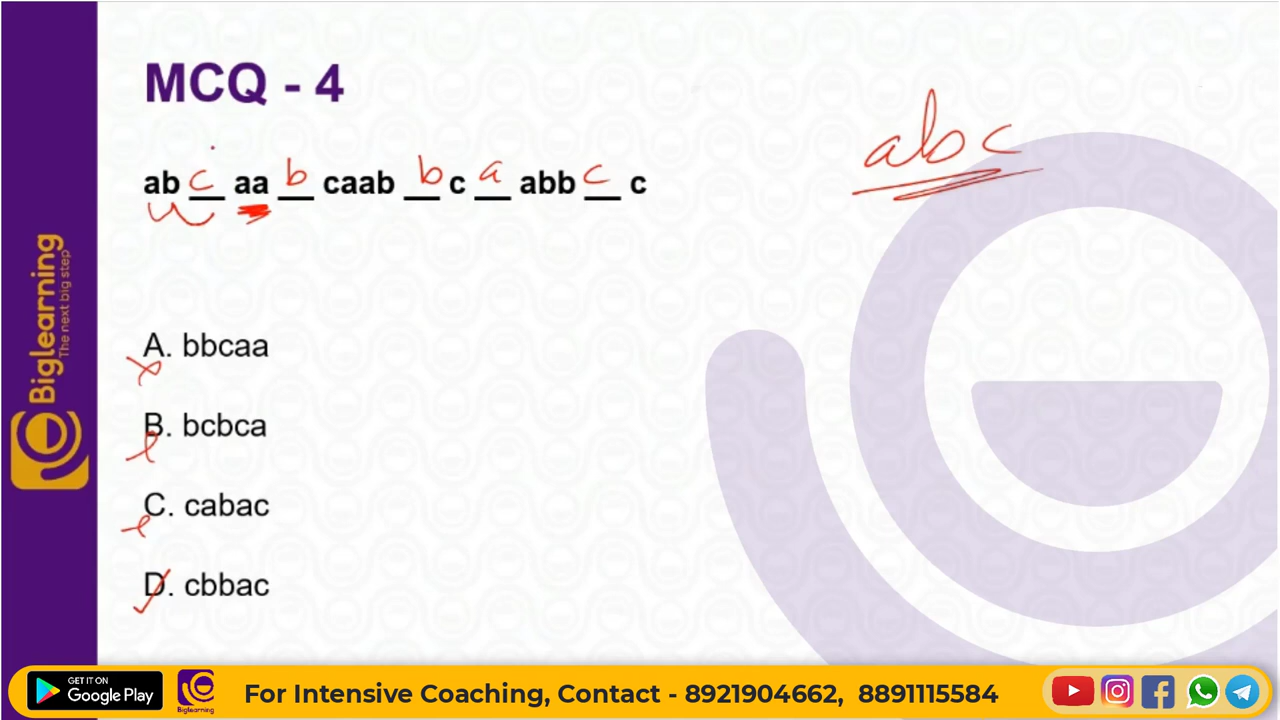 MCQ - 4
abc
ab c aa b caab b c a abb c c
A. bbcaa
B. bcbca
C. cabac
D. cbbac
Biglearning
The next big step
GET IT ON
Google Play
Biglearning
For Intensive Coaching, Contact - 8921904662, 8891115584